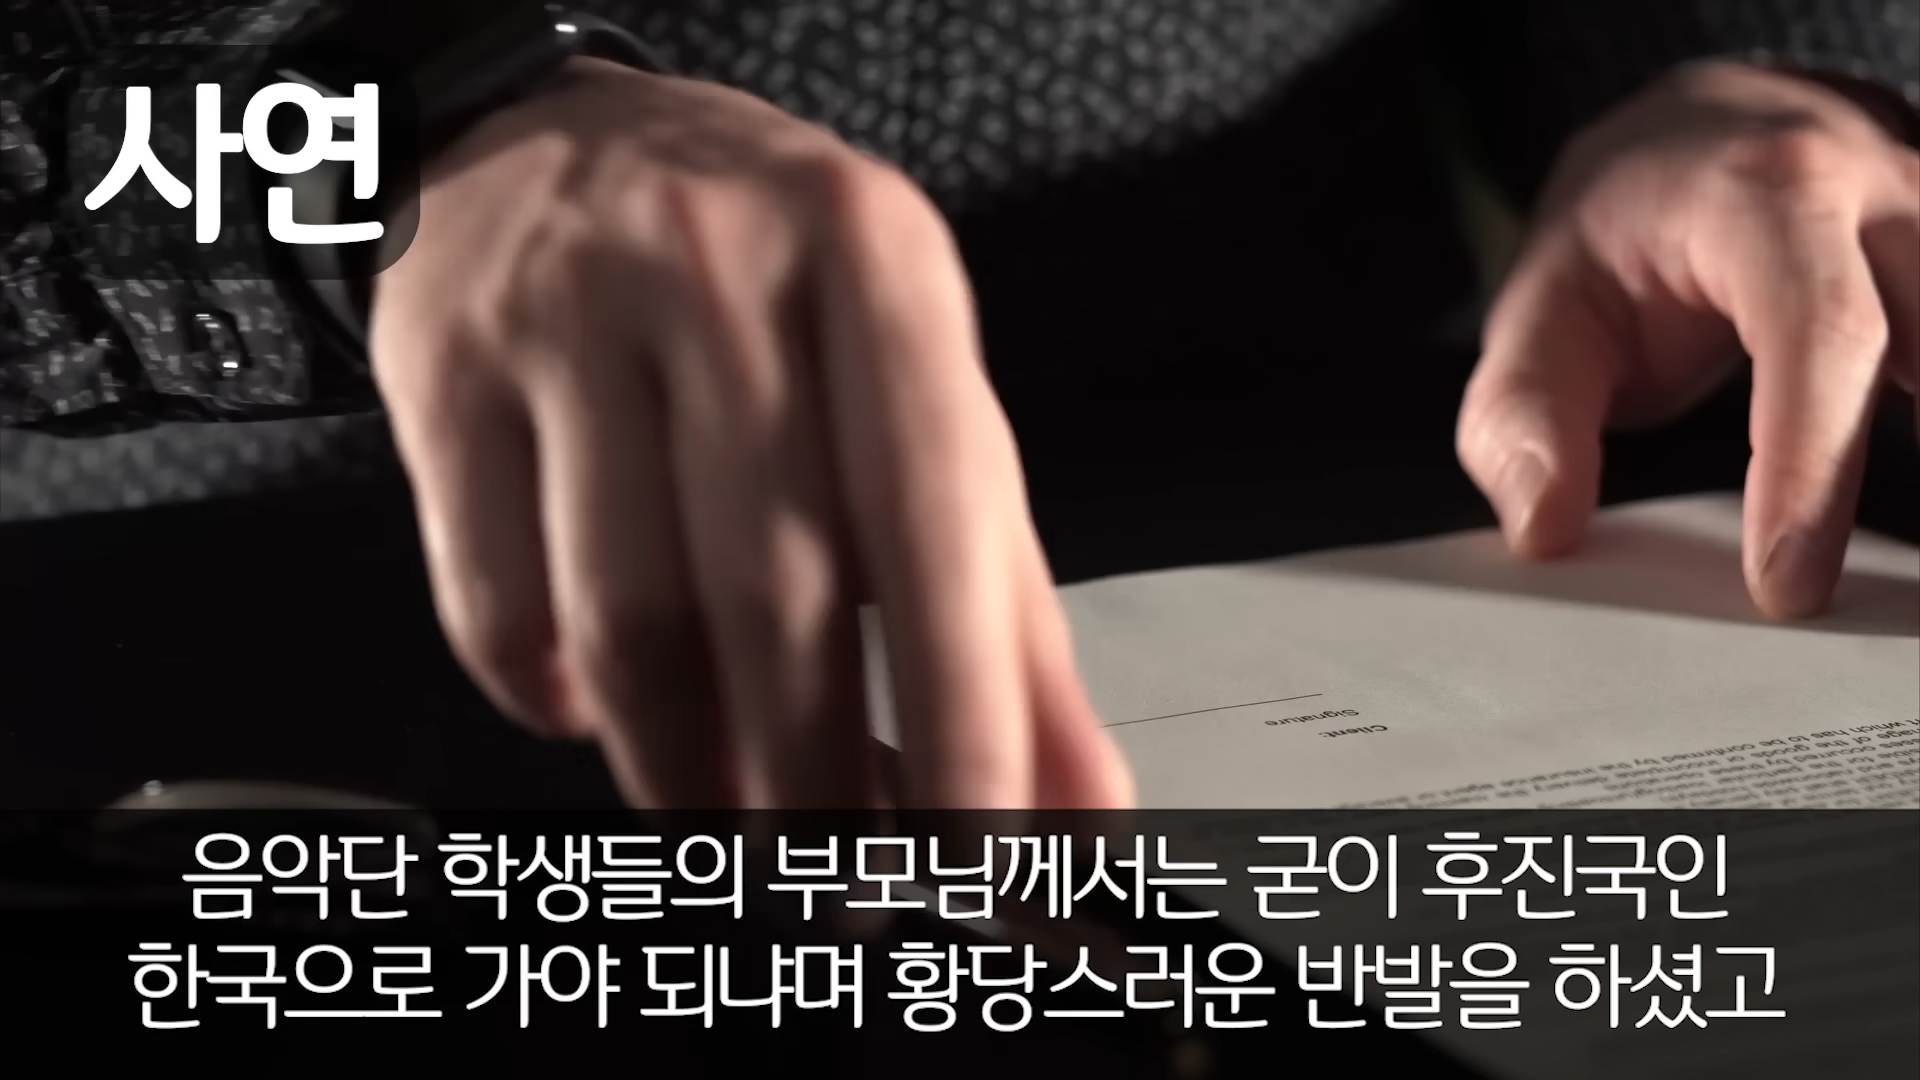 사연
Signature
Client:
음악단 학생들의 부모님께서는 굳이 후진국인
한국으로 가야 되냐며 황당스러운 반발을 하셨고